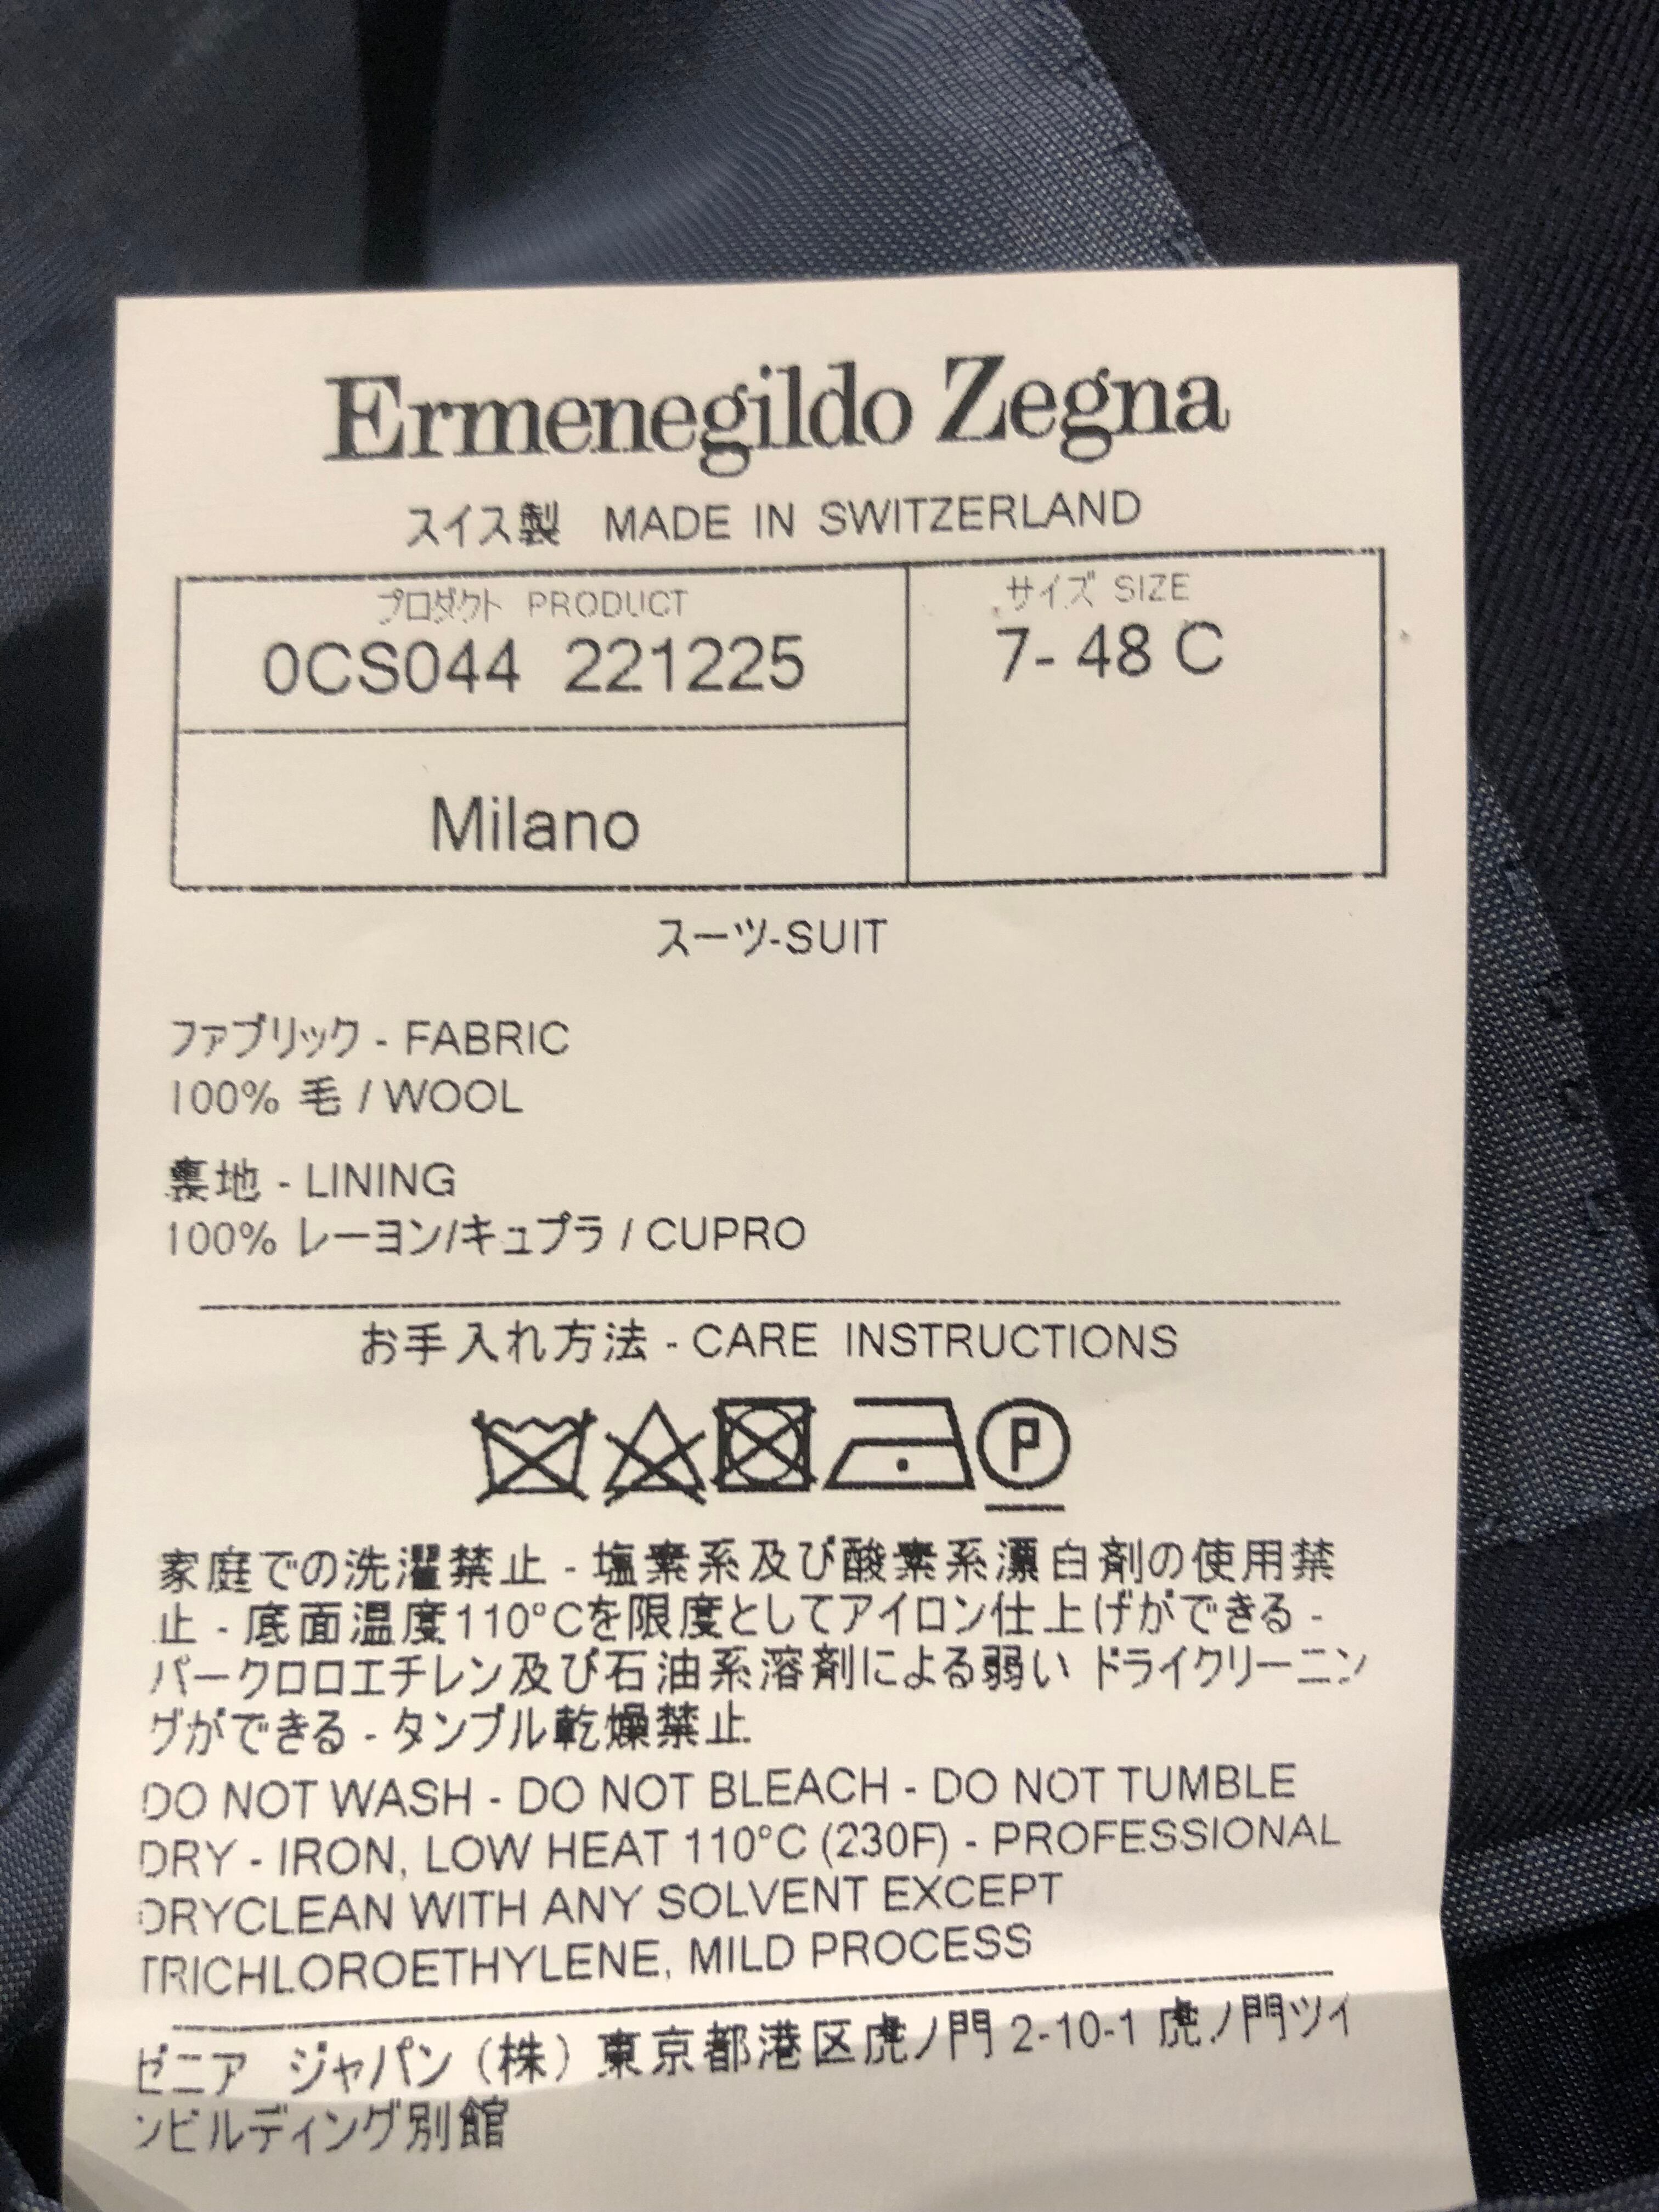 Ermenegildo Zegna
スイス製 MADE IN SWITZERLAND
プロダクト PRODUCT
0CS044 221225
サイズ SIZE
7- 48 C
Milano
スーツ-SUIT
ファブリック - FABRIC
100% 毛 / WOOL
裏地 - LINING
100% レーヨン/キュプラ / CUPRO
お手入れ方法 - CARE INSTRUCTIONS
P
家庭での洗濯禁止 - 塩素系及び酸素系漂白剤の使用禁
止 - 底面温度110°Cを限度としてアイロン仕上げができる -
パークロロエチレン及び石油系溶剤による弱い ドライクリーニン
グができる - タンブル乾燥禁止
DO NOT WASH - DO NOT BLEACH - DO NOT TUMBLE
DRY - IRON, LOW HEAT 110°C (230F) - PROFESSIONAL
DRYCLEAN WITH ANY SOLVENT EXCEPT
TRICHLOROETHYLENE, MILD PROCESS
ゼニア ジャパン (株) 東京都港区虎ノ門 2-10-1 虎ノ門ツイ
ンビルディング別館